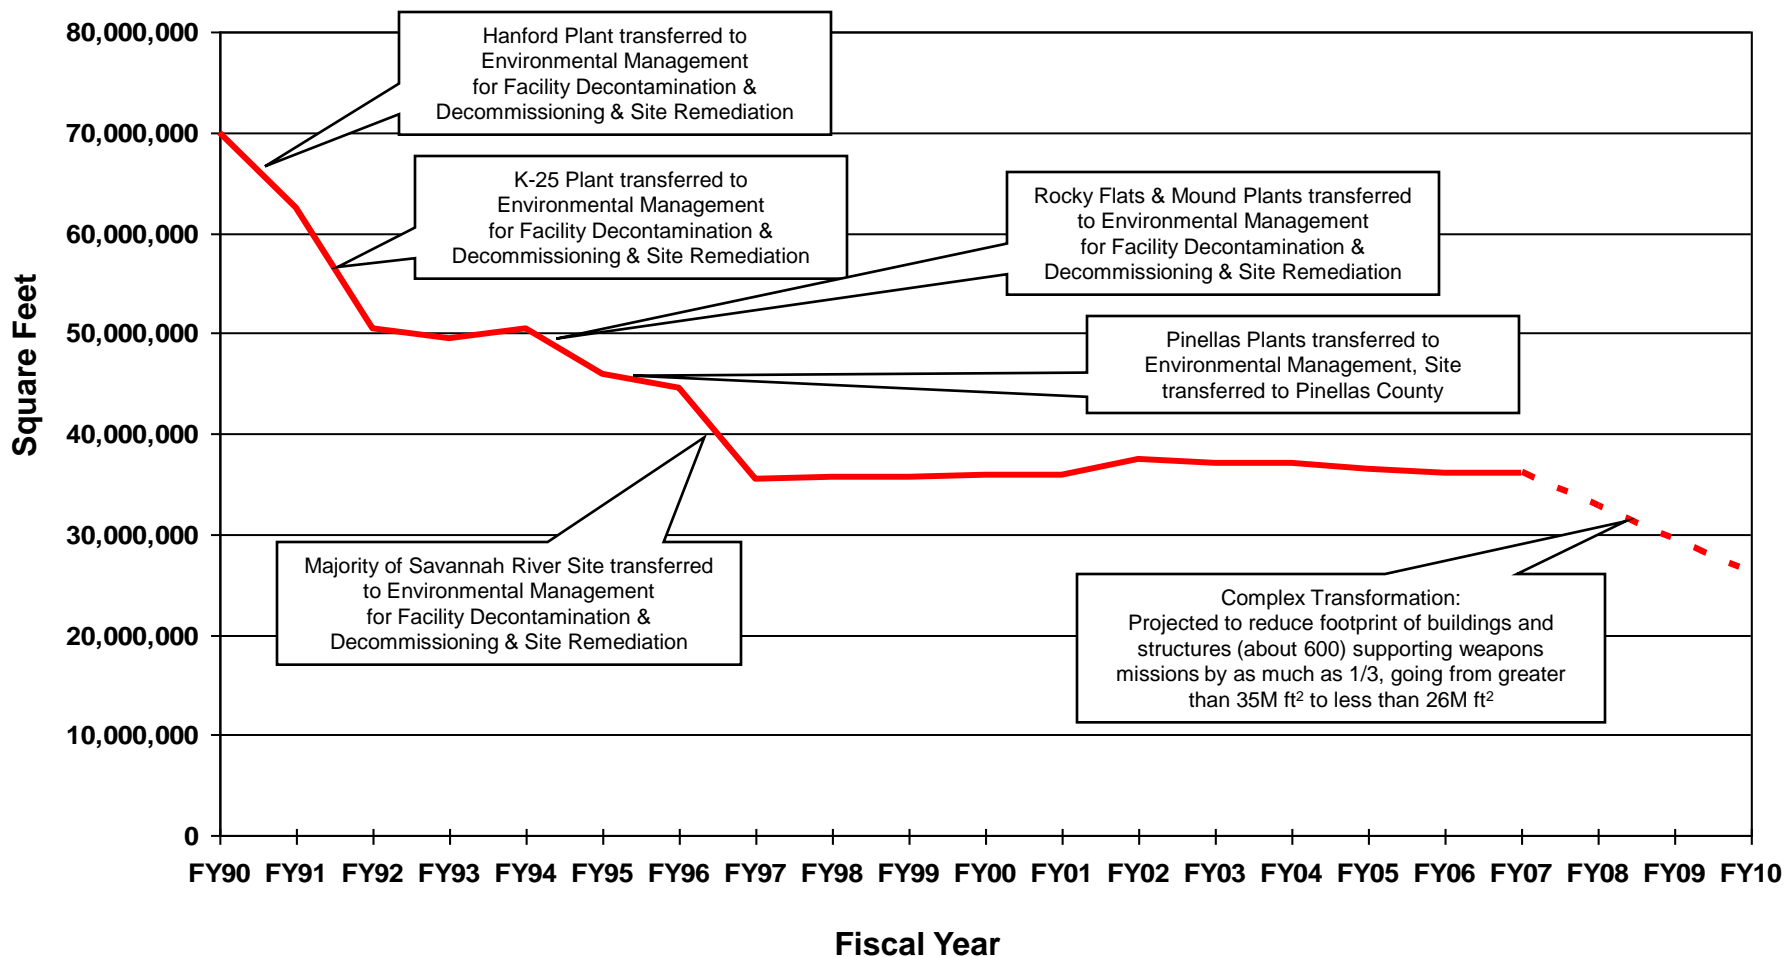 80,000,000
70,000,000
60,000,000
50,000,000
40,000,000
30,000,000
20,000,000
10,000,000
0
Square Feet
Hanford Plant transferred to
Environmental Management
for Facility Decontamination &
Decommissioning & Site Remediation
K-25 Plant transferred to
Environmental Management
for Facility Decontamination &
Decommissioning & Site Remediation
Rocky Flats & Mound Plants transferred
to Environmental Management
for Facility Decontamination &
Decommissioning & Site Remediation
Pinellas Plants transferred to
Environmental Management, Site
transferred to Pinellas County
Majority of Savannah River Site transferred
to Environmental Management
for Facility Decontamination &
Decommissioning & Site Remediation
Complex Transformation:
Projected to reduce footprint of buildings and
structures (about 600) supporting weapons
missions by as much as 1/3, going from greater
than 35M ft² to less than 26M ft²
FY90 FY91 FY92 FY93 FY94 FY95 FY96 FY97 FY98 FY99 FY00 FY01 FY02 FY03 FY04 FY05 FY06 FY07 FY08 FY09 FY10
Fiscal Year